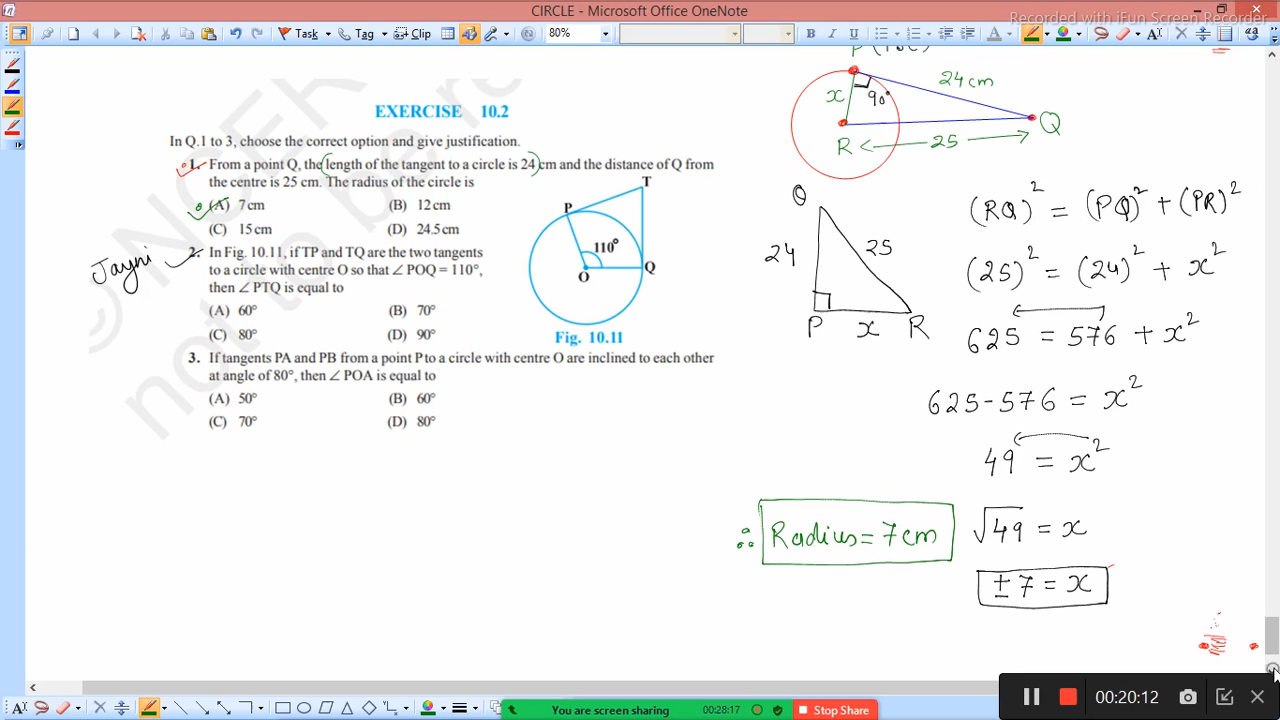 CIRCLE - Microsoft Office OneNote
Recorded with iFun Screen Recorder
Task
Tag
Clip
80%
24 cm
x
90°
R
25
Q
EXERCISE 10.2
In Q.1 to 3, choose the correct option and give justification.
1. From a point Q, the length of the tangent to a circle is 24 cm and the distance of Q from
the centre is 25 cm. The radius of the circle is
(A) 7 cm (B) 12 cm
(C) 15 cm (D) 24.5 cm
Jayni
2. In Fig. 10.11, if TP and TQ are the two tangents
to a circle with centre O so that ∠ POQ = 110°,
then ∠ PTQ is equal to
(A) 60° (B) 70°
(C) 80° (D) 90°
T
P
110°
O
Q
Fig. 10.11
3. If tangents PA and PB from a point P to a circle with centre O are inclined to each other
at angle of 80°, then ∠ POA is equal to
(A) 50° (B) 60°
(C) 70° (D) 80°
Q
24
25
P
x
R
(RQ)² = (PQ)² + (PR)²
(25)² = (24)² + x²
625 = 576 + x²
625-576 = x²
49 = x²
√49 = x
± 7 = x
∴ Radius = 7cm
You are screen sharing
00:28:17
Stop Share
00:20:12